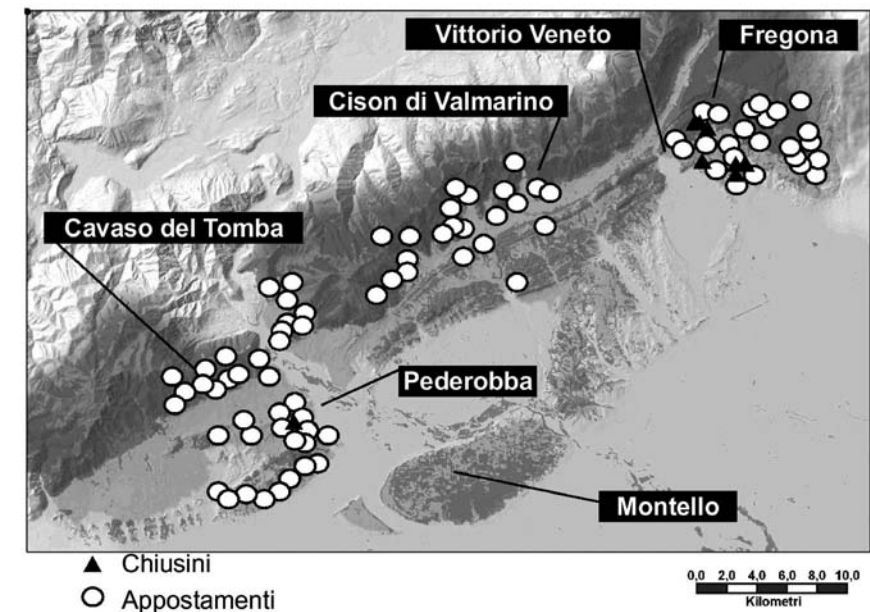 Vittorio Veneto
Fregona
Cison di Valmarino
Cavaso del Tomba
Pederobba
Montello
Chiusini
Appostamenti
0,0 2,0 4,0 6,0 8,0 10,0
Kilometri